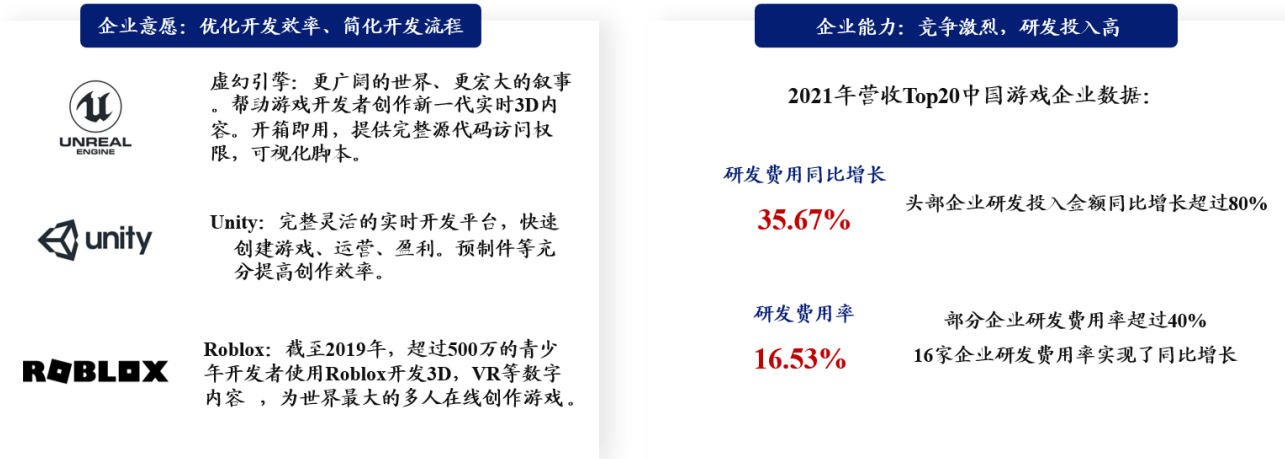 企业意愿：优化开发效率、简化开发流程
UNREAL
ENGINE
虚幻引擎：更广阔的世界、更宏大的叙事
。帮助游戏开发者创作新一代实时3D内
容。开箱即用，提供完整源代码访问权
限，可视化脚本。
unity
Unity：完整灵活的实时开发平台，快速
创建游戏、运营、盈利。预制件等充
分提高创作效率。
ROBLOX
Roblox：截至2019年，超过500万的青少
年开发者使用Roblox开发3D，VR等数字
内容 ，为世界最大的多人在线创作游戏。
企业能力：竞争激烈，研发投入高
2021年营收Top20中国游戏企业数据：
研发费用同比增长
35.67%
头部企业研发投入金额同比增长超过80%
研发费用率
16.53%
部分企业研发费用率超过40%
16家企业研发费用率实现了同比增长